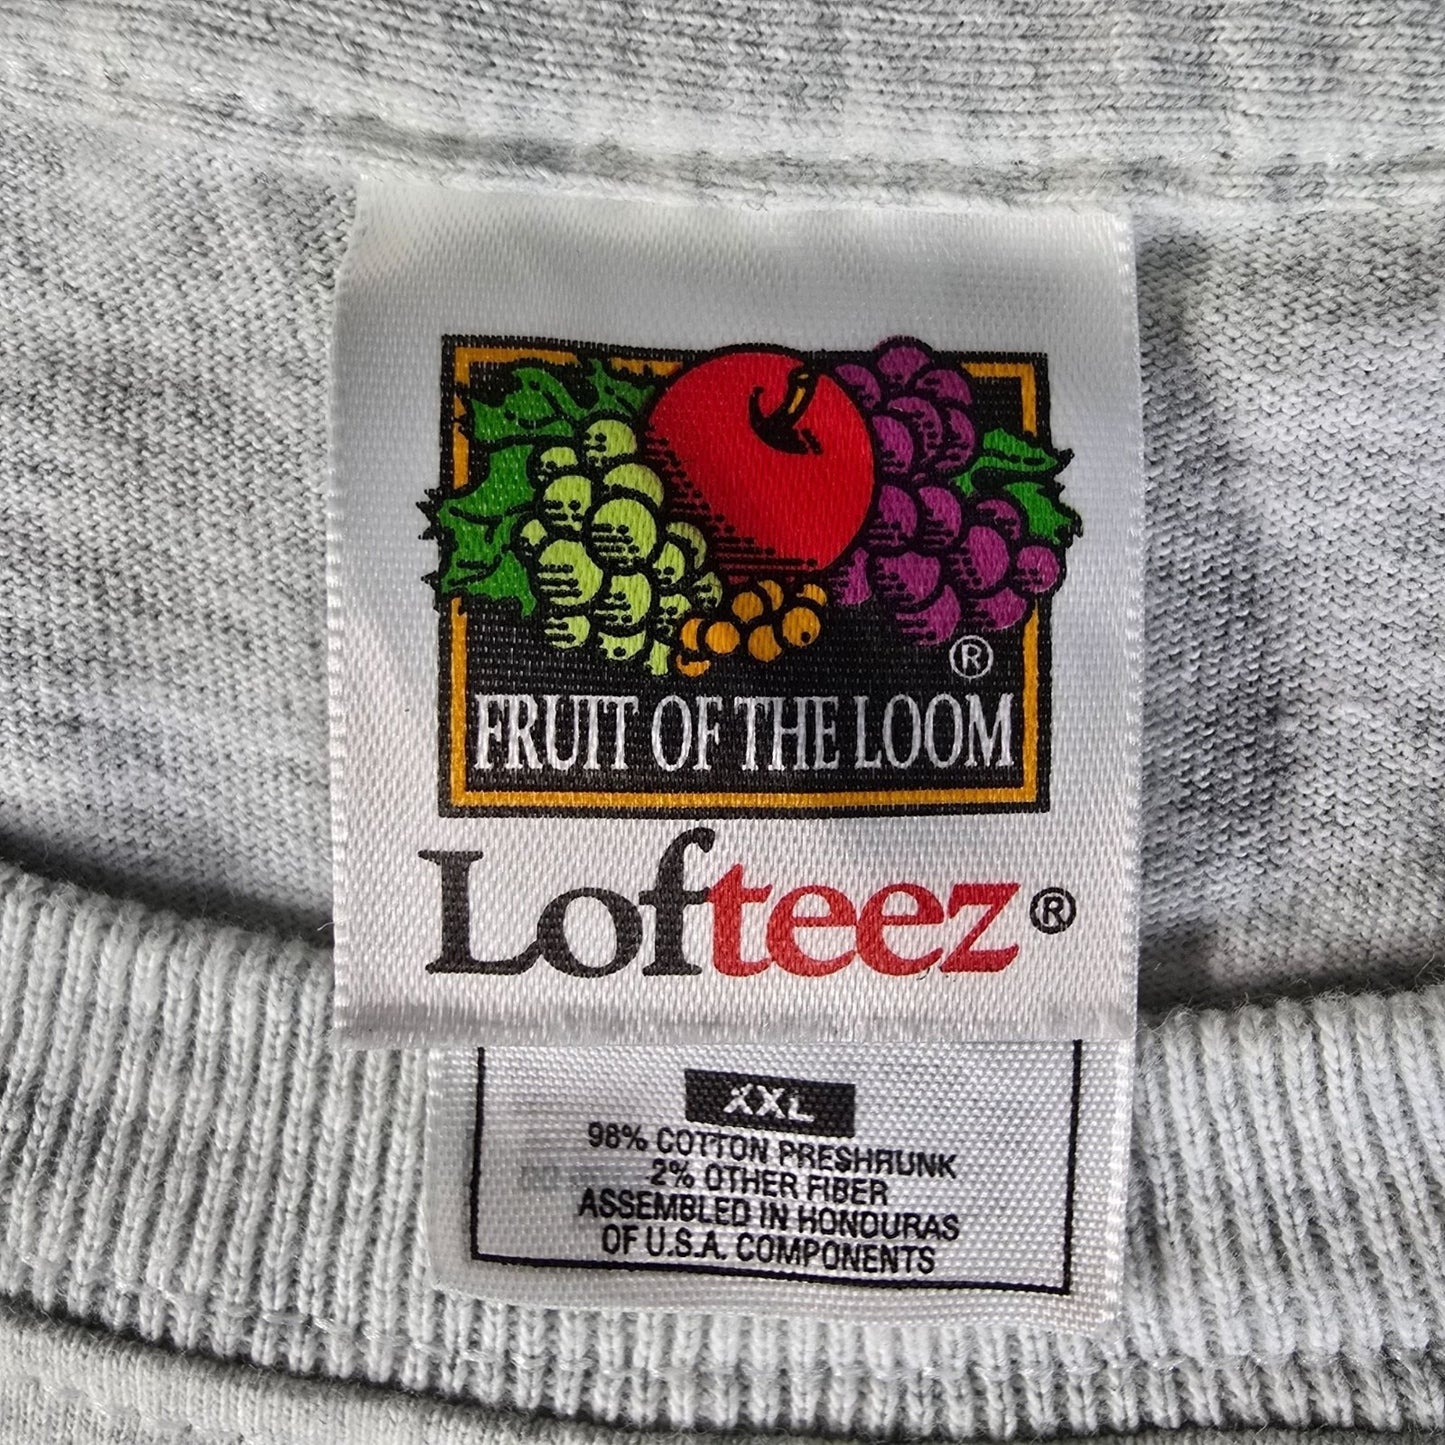 ®
FRUIT OF THE LOOM
Lofteez®
XXL
98% COTTON PRESHRUNK
2% OTHER FIBER
ASSEMBLED IN HONDURAS
OF U.S.A. COMPONENTS